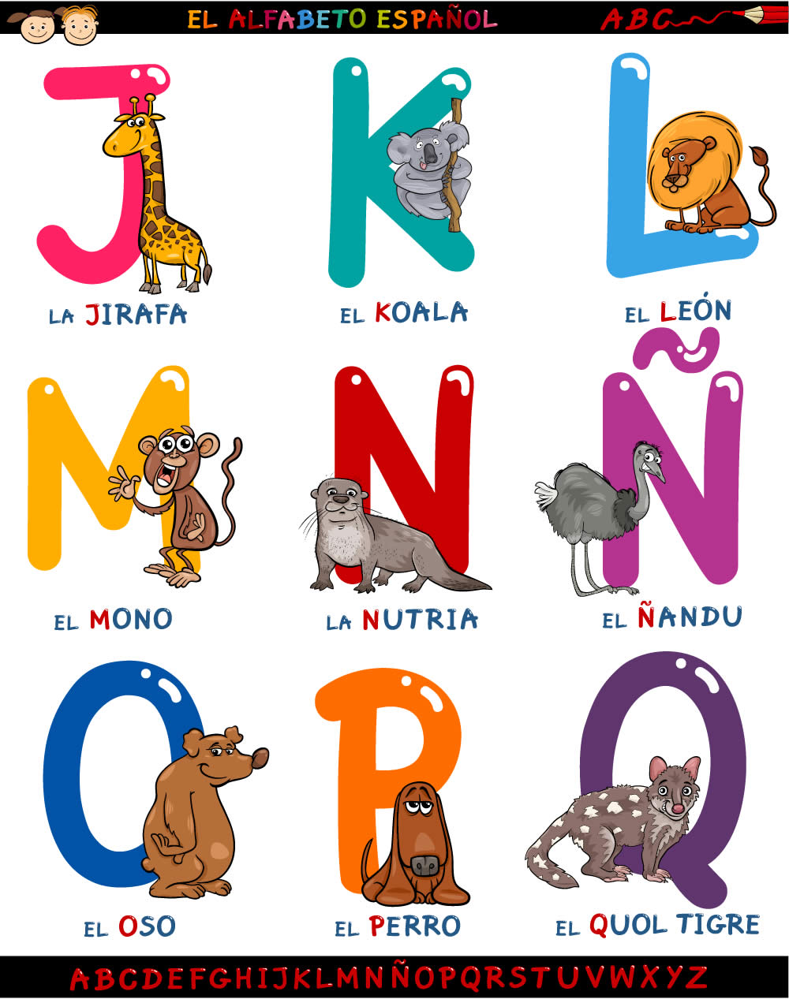 EL ALFABETO ESPAÑOL
ABC
J K L
LA JIRAFA
EL KOALA
EL LEÓN
M N Ñ
EL MONO
LA NUTRIA
EL ÑANDU
O P Q
EL OSO
EL PERRO
EL QUOL TIGRE
ABCDEFGHIJKLMNÑOPQRSTUVWXYZ